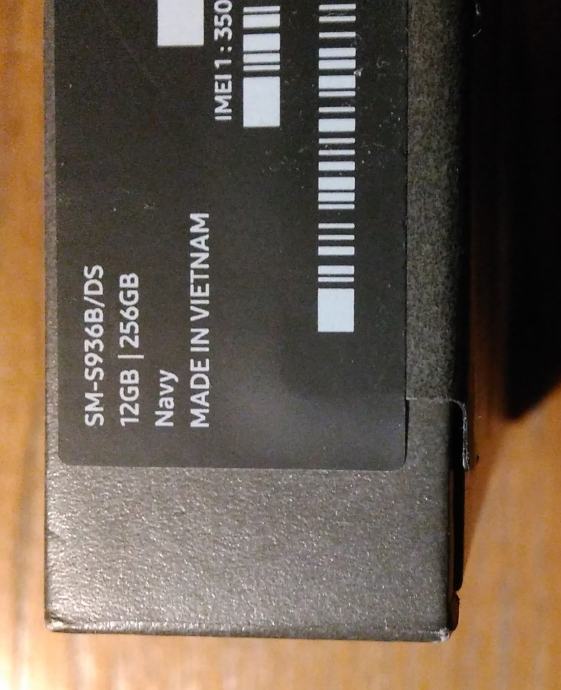 SM-S936B/DS
12GB | 256GB
Navy
MADE IN VIETNAM
IMEI 1 : 350